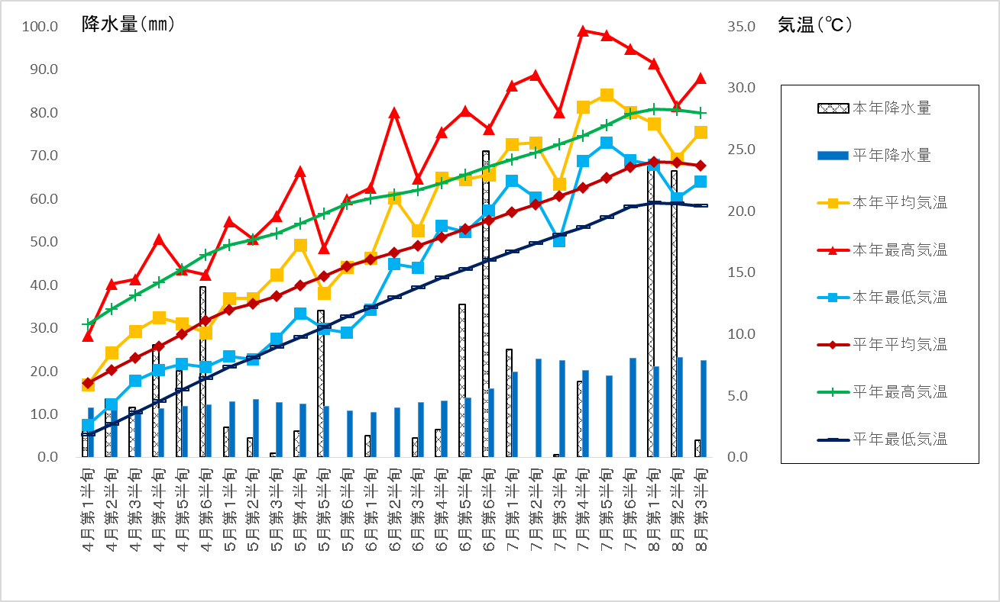 降水量（㎜）
気温（℃）
100.0
90.0
80.0
70.0
60.0
50.0
40.0
30.0
20.0
10.0
0.0
35.0
30.0
25.0
20.0
15.0
10.0
5.0
0.0
4月第1半旬
4月第2半旬
4月第3半旬
4月第4半旬
4月第5半旬
4月第6半旬
5月第1半旬
5月第2半旬
5月第3半旬
5月第4半旬
5月第5半旬
5月第6半旬
6月第1半旬
6月第2半旬
6月第3半旬
6月第4半旬
6月第5半旬
6月第6半旬
7月第1半旬
7月第2半旬
7月第3半旬
7月第4半旬
7月第5半旬
7月第6半旬
8月第1半旬
8月第2半旬
8月第3半旬
本年降水量
平年降水量
本年平均気温
本年最高気温
本年最低気温
平年平均気温
平年最高気温
平年最低気温